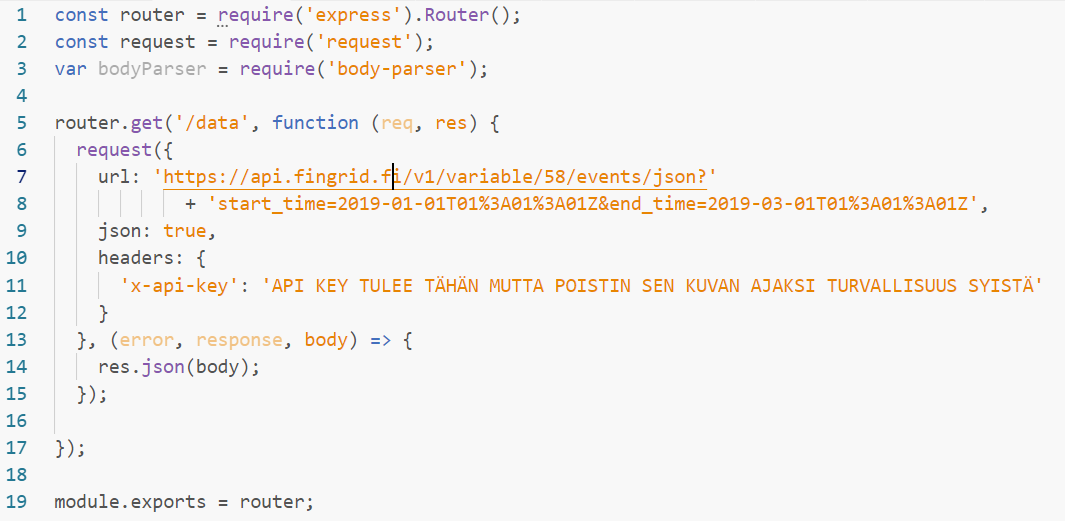 1 const router = require('express').Router();
2 const request = require('request');
3 var bodyParser = require('body-parser');
4
5 router.get('/data', function (req, res) {
6 request({
7 url: 'https://api.fingrid.fi/v1/variable/58/events/json?'
8 + 'start_time=2019-01-01T01%3A01%3A01Z&end_time=2019-03-01T01%3A01%3A01Z',
9 json: true,
10 headers: {
11 'x-api-key': 'API KEY TULEE TÄHÄN MUTTA POISTIN SEN KUVAN AJAKSI TURVALLISUUS SYISTÄ'
12 }
13 }, (error, response, body) => {
14 res.json(body);
15 });
16
17 });
18
19 module.exports = router;